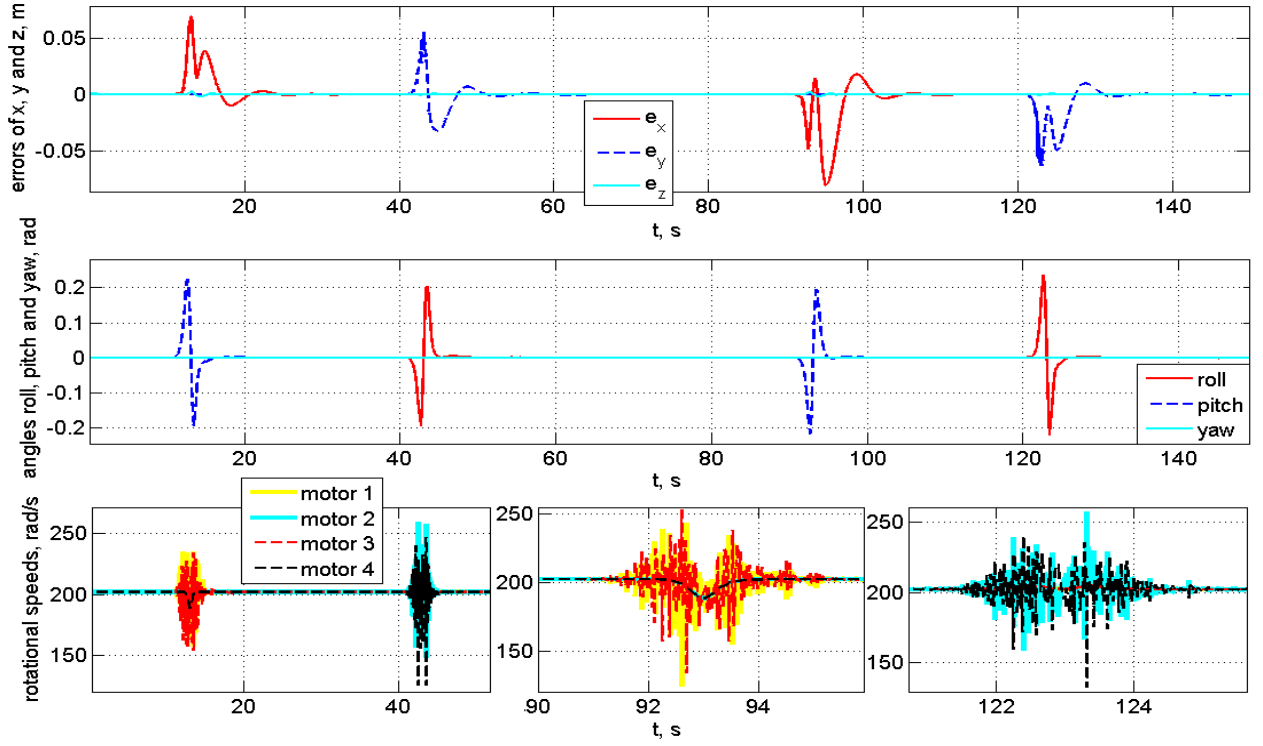 errors of x, y and z, m
0.05
0
-0.05
e_x
e_y
e_z
20
40
60
80
100
120
140
t, s
angles roll, pitch and yaw, rad
0.2
0.1
0
-0.1
-0.2
roll
pitch
yaw
20
40
60
80
100
120
140
t, s
rotational speeds, rad/s
motor 1
motor 2
motor 3
motor 4
250
200
150
20
40
250
200
150
90
92
94
t, s
250
200
150
122
124